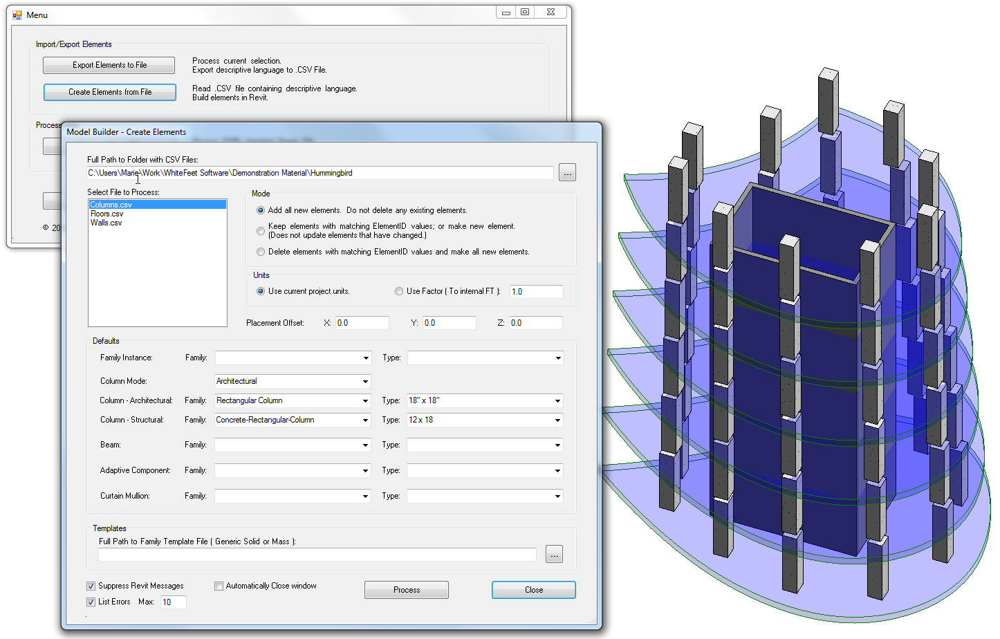 Menu
Import/Export Elements
Export Elements to File
Process current selection.
Export descriptive language to .CSV File.
Create Elements from File
Read .CSV file containing descriptive language.
Build elements in Revit.
Process
© 20
Model Builder - Create Elements
Full Path to Folder with CSV Files:
C:\Users\Marie\Work\WhiteFeet Software\Demonstration Material\Hummingbird
...
Select File to Process:
Columns.csv
Floors.csv
Walls.csv
Mode
Add all new elements. Do not delete any existing elements.
Keep elements with matching ElementID values; or make new element.
(Does not update elements that have changed.)
Delete elements with matching ElementID values and make all new elements.
Units
Use current project units.
Use Factor ( To internal FT ):
1.0
Placement Offset:
X: 0.0
Y: 0.0
Z: 0.0
Defaults
Family Instance: Family: Type:
Column Mode: Architectural
Column - Architectural: Family: Rectangular Column Type: 18" x 18"
Column - Structural: Family: Concrete-Rectangular-Column Type: 12 x 18
Beam: Family: Type:
Adaptive Component: Family: Type:
Curtain Mullion: Family: Type:
Templates
Full Path to Family Template File ( Generic Solid or Mass ):
...
Suppress Revit Messages
Automatically Close window
Process
Close
List Errors Max: 10